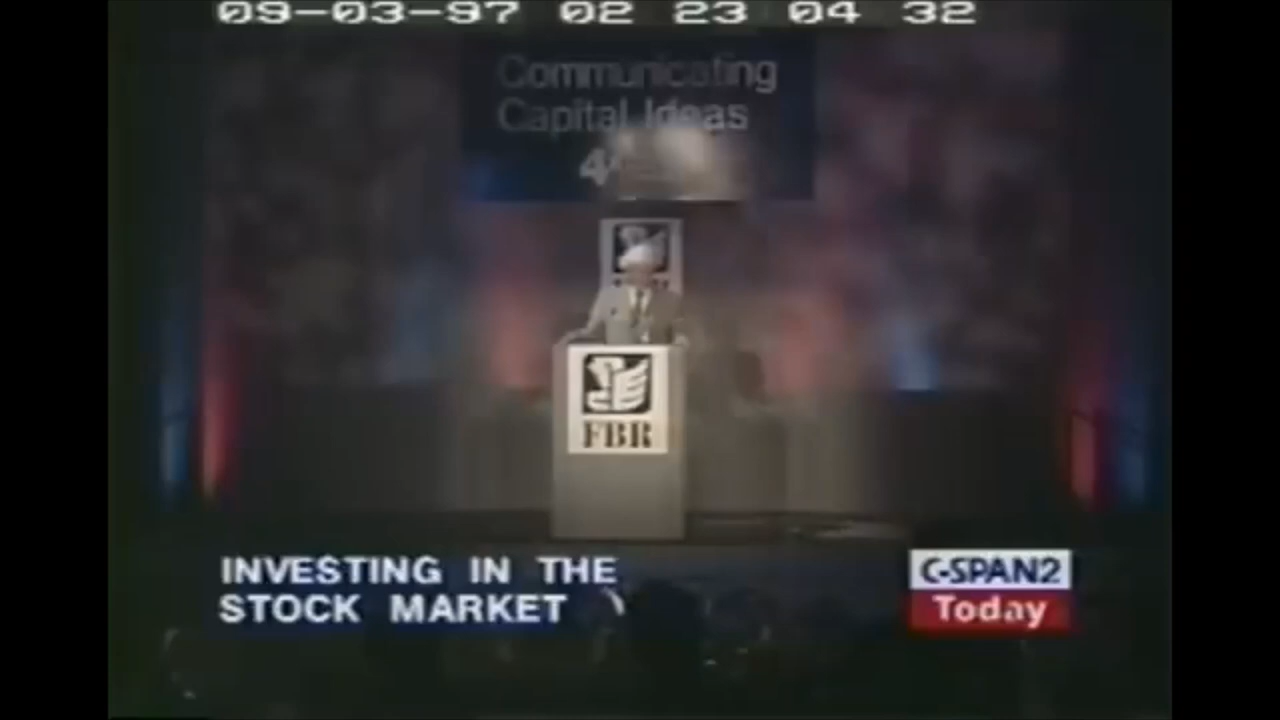 09-03-97 02 23 04 32
Communicating
Capital Ideas
FBR
INVESTING IN THE
STOCK MARKET
C-SPAN2
Today